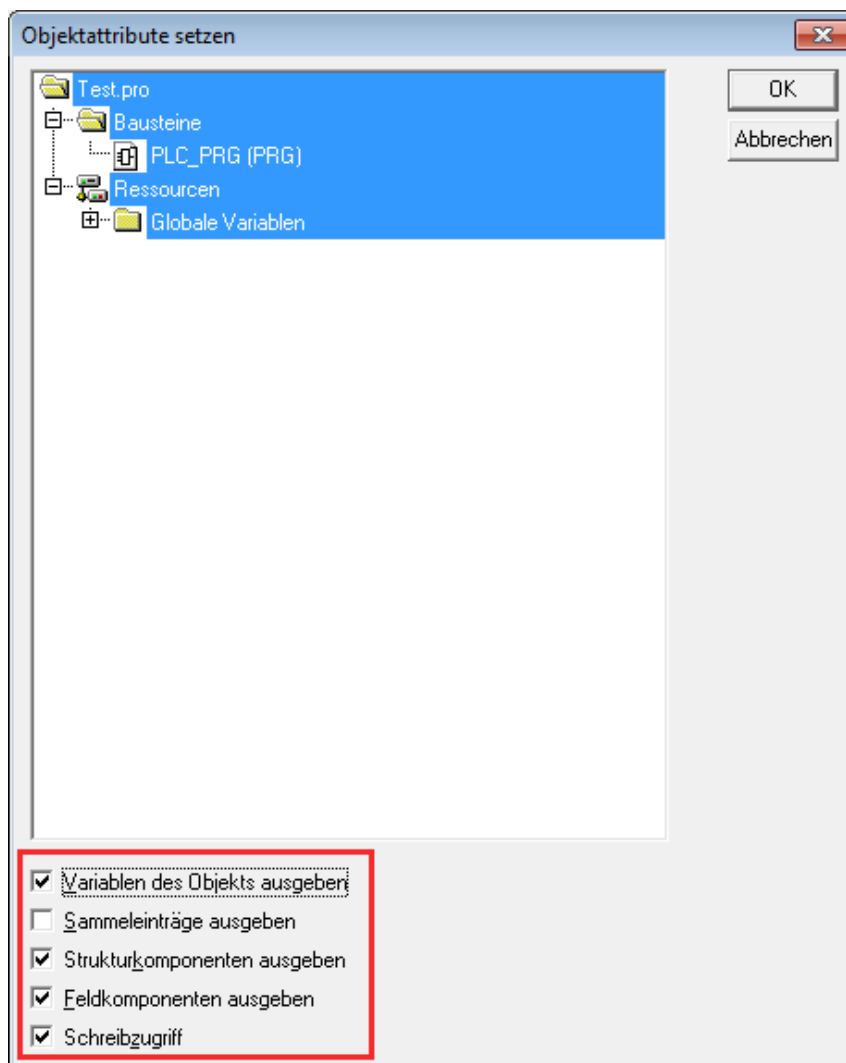 Objektattribute setzen
Test.pro
OK
Bausteine
Abbrechen
PLC_PRG (PRG)
Ressourcen
Globale Variablen
Variablen des Objekts ausgeben
Sammeleinträge ausgeben
Strukturkomponenten ausgeben
Feldkomponenten ausgeben
Schreibzugriff